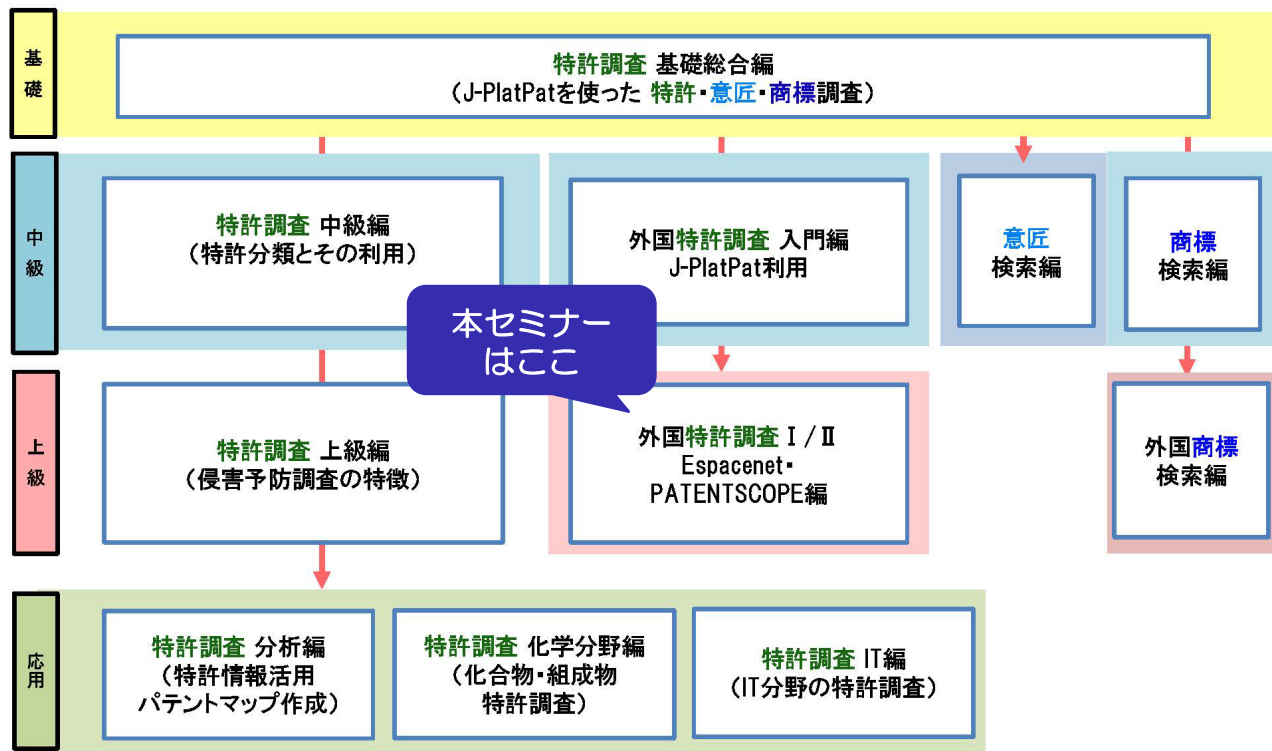 基礎
特許調査 基礎総合編
(J-PlatPatを使った 特許・意匠・商標調査)
中級
特許調査 中級編
(特許分類とその利用)
外国特許調査 入門編
J-PlatPat利用
意匠
検索編
商標
検索編
本セミナー
はここ
上級
特許調査 上級編
(侵害予防調査の特徴)
外国特許調査 Ⅰ/Ⅱ
Espacenet・
PATENTSCOPE編
外国商標
検索編
応用
特許調査 分析編
(特許情報活用
パテントマップ作成)
特許調査 化学分野編
(化合物・組成物
特許調査)
特許調査 IT編
(IT分野の特許調査)